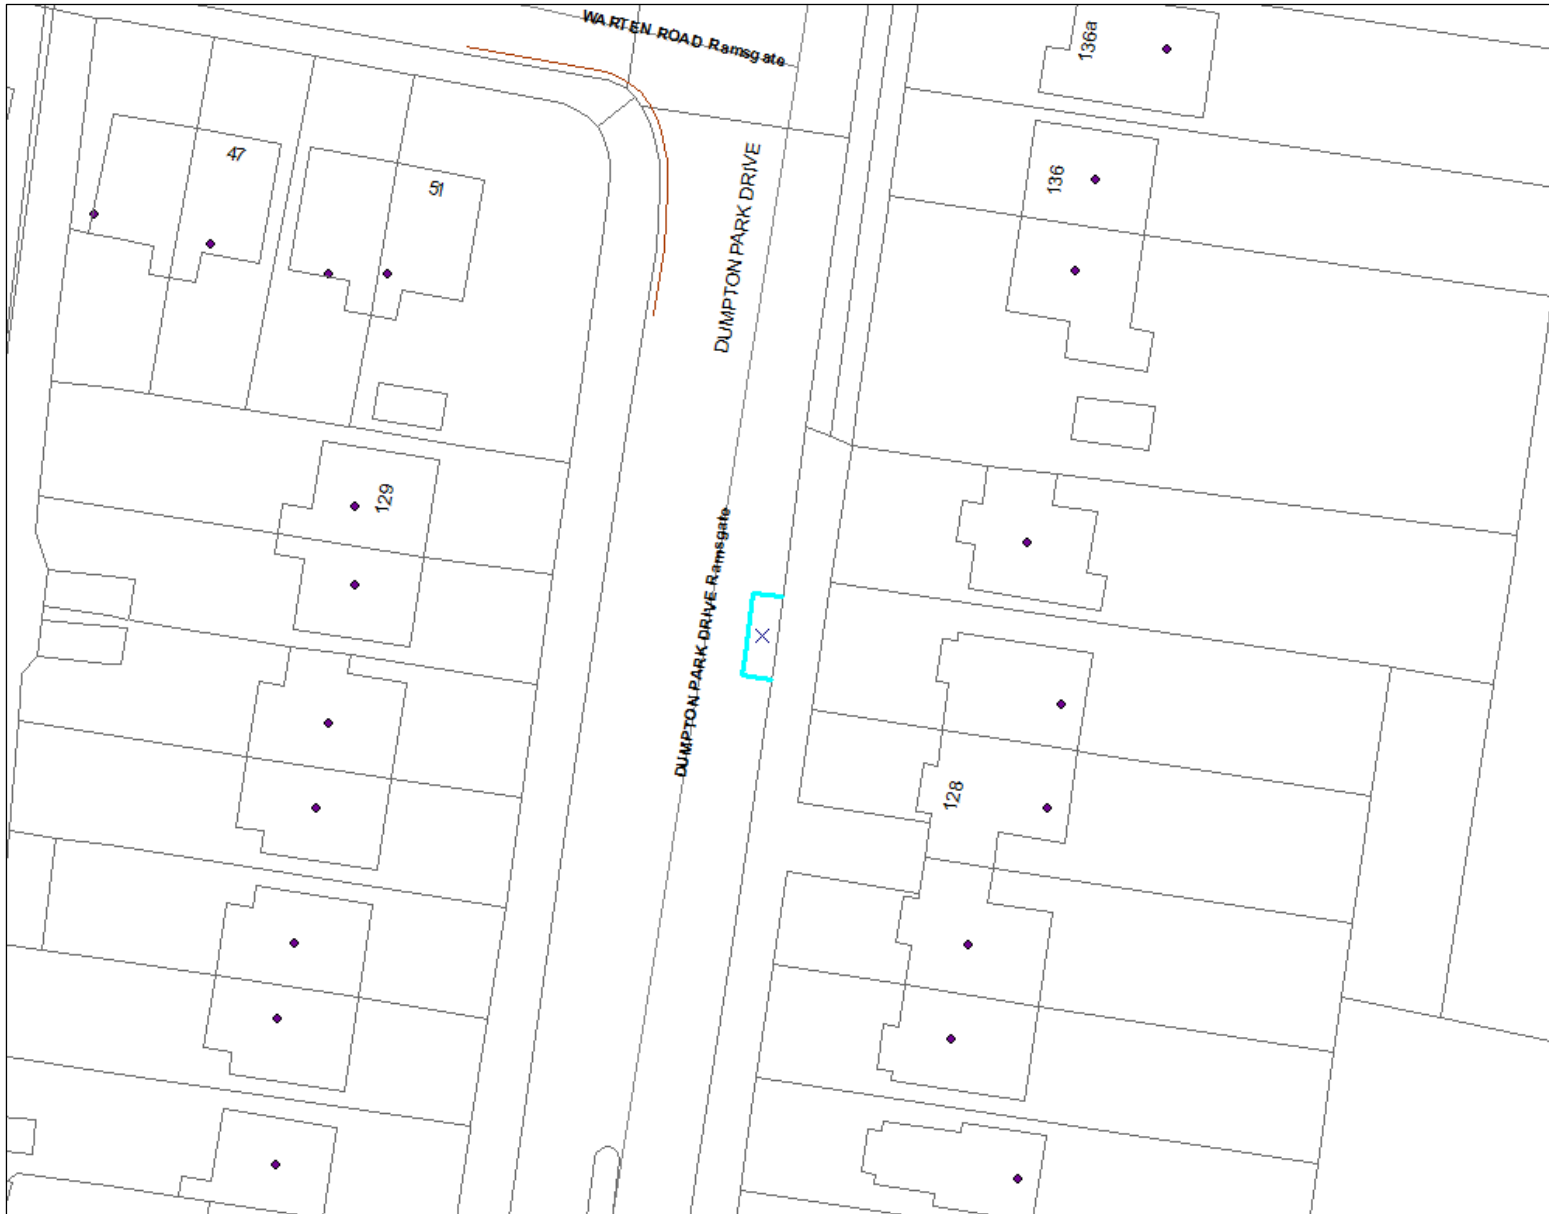 WARTEN ROAD Ramsgate
136a
47
51
136
DUMPTON PARK DRIVE
129
DUMPTON PARK DRIVE Ramsgate
128